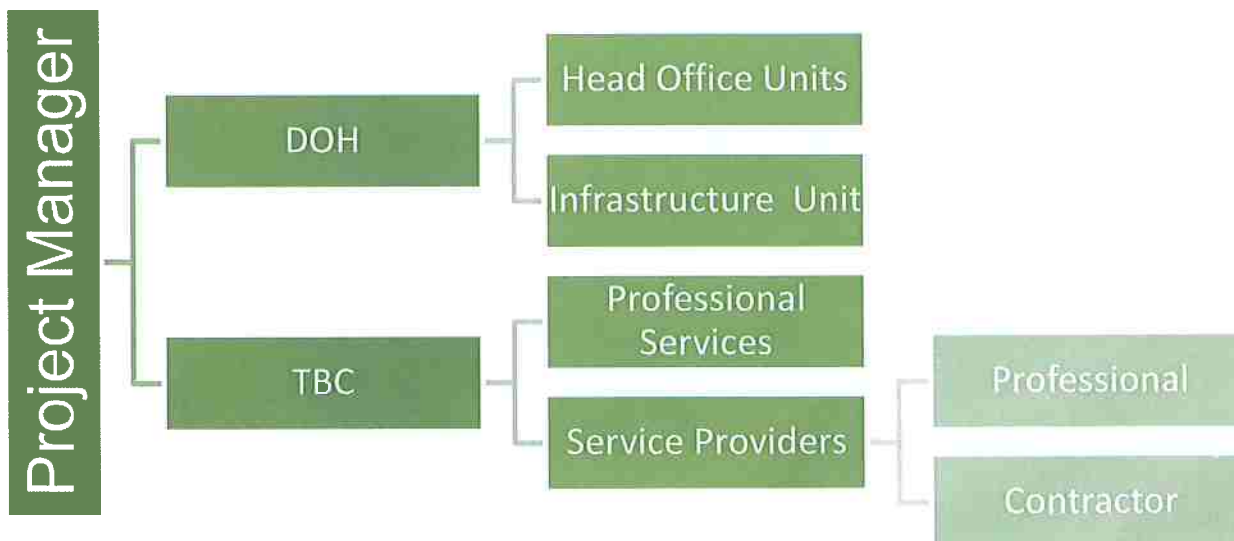 Project Manager
DOH
Head Office Units
Infrastructure Unit
TBC
Professional
Services
Service Providers
Professional
Contractor